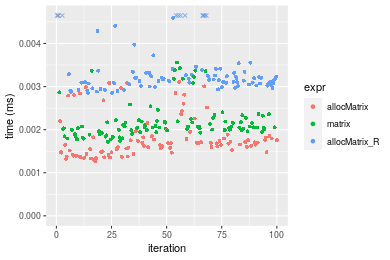 0.004
0.003
0.002
0.001
0.000
time (ms)
0
25
50
75
100
iteration
expr
allocMatrix
matrix
allocMatrix_R